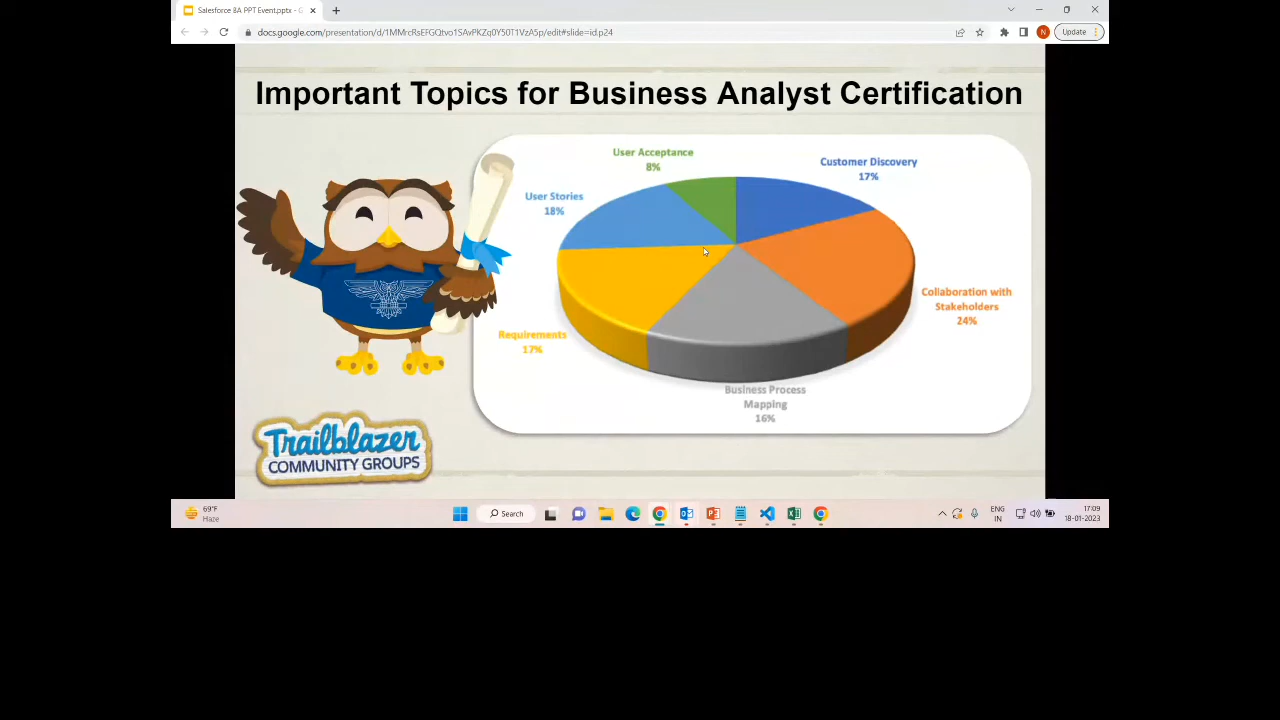 Salesforce BA PPT Event.pptx - G
docs.google.com/presentation/d/1MMrcRsEFGQtvo1SAvPKZq0Y50T1VzA5p/edit#slide=id.p24
N
Update
Important Topics for Business Analyst Certification
User Acceptance
8%
Customer Discovery
17%
User Stories
18%
Collaboration with
Stakeholders
24%
Requirements
17%
Business Process
Mapping
16%
Trailblazer
COMMUNITY GROUPS
69°F
Haze
Search
ENG
IN
17:09
18-01-2023